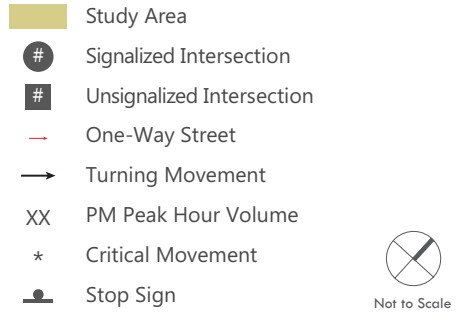 Study Area
# Signalized Intersection
# Unsignalized Intersection
One-Way Street
Turning Movement
XX PM Peak Hour Volume
* Critical Movement
Stop Sign
Not to Scale